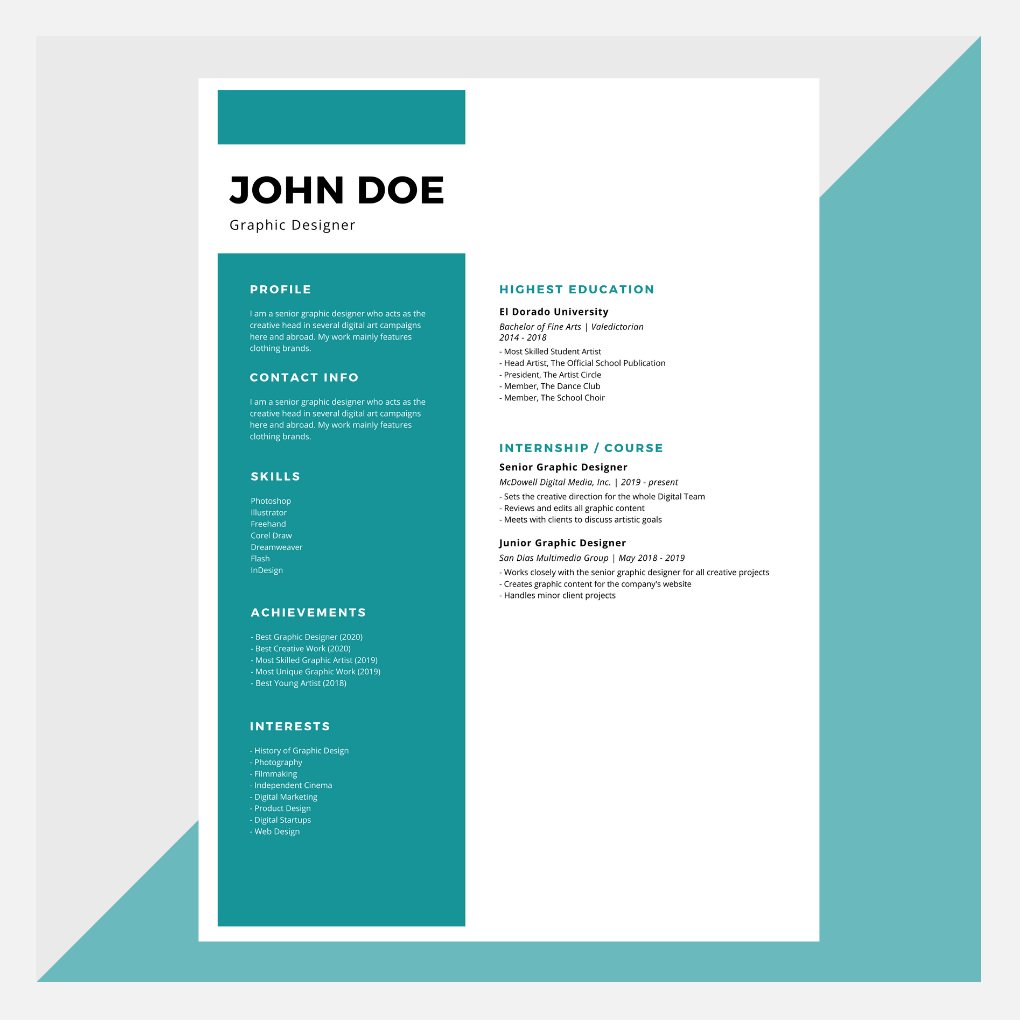 JOHN DOE
Graphic Designer
PROFILE
I am a senior graphic designer who acts as the
creative head in several digital art campaigns
here and abroad. My work mainly features
clothing brands.
CONTACT INFO
I am a senior graphic designer who acts as the
creative head in several digital art campaigns
here and abroad. My work mainly features
clothing brands.
SKILLS
Photoshop
Illustrator
Freehand
Corel Draw
Dreamweaver
Flash
InDesign
ACHIEVEMENTS
- Best Graphic Designer (2020)
- Best Creative Work (2020)
- Most Skilled Graphic Artist (2019)
- Most Unique Graphic Work (2019)
- Best Young Artist (2018)
INTERESTS
- History of Graphic Design
- Photography
- Filmmaking
- Independent Cinema
- Digital Marketing
- Product Design
- Digital Startups
- Web Design
HIGHEST EDUCATION
El Dorado University
Bachelor of Fine Arts | Valedictorian
2014 - 2018
- Most Skilled Student Artist
- Head Artist, The Official School Publication
- President, The Artist Circle
- Member, The Dance Club
- Member, The School Choir
INTERNSHIP / COURSE
Senior Graphic Designer
McDowell Digital Media, Inc. | 2019 - present
- Sets the creative direction for the whole Digital Team
- Reviews and edits all graphic content
- Meets with clients to discuss artistic goals
Junior Graphic Designer
San Dias Multimedia Group | May 2018 - 2019
- Works closely with the senior graphic designer for all creative projects
- Creates graphic content for the company's website
- Handles minor client projects